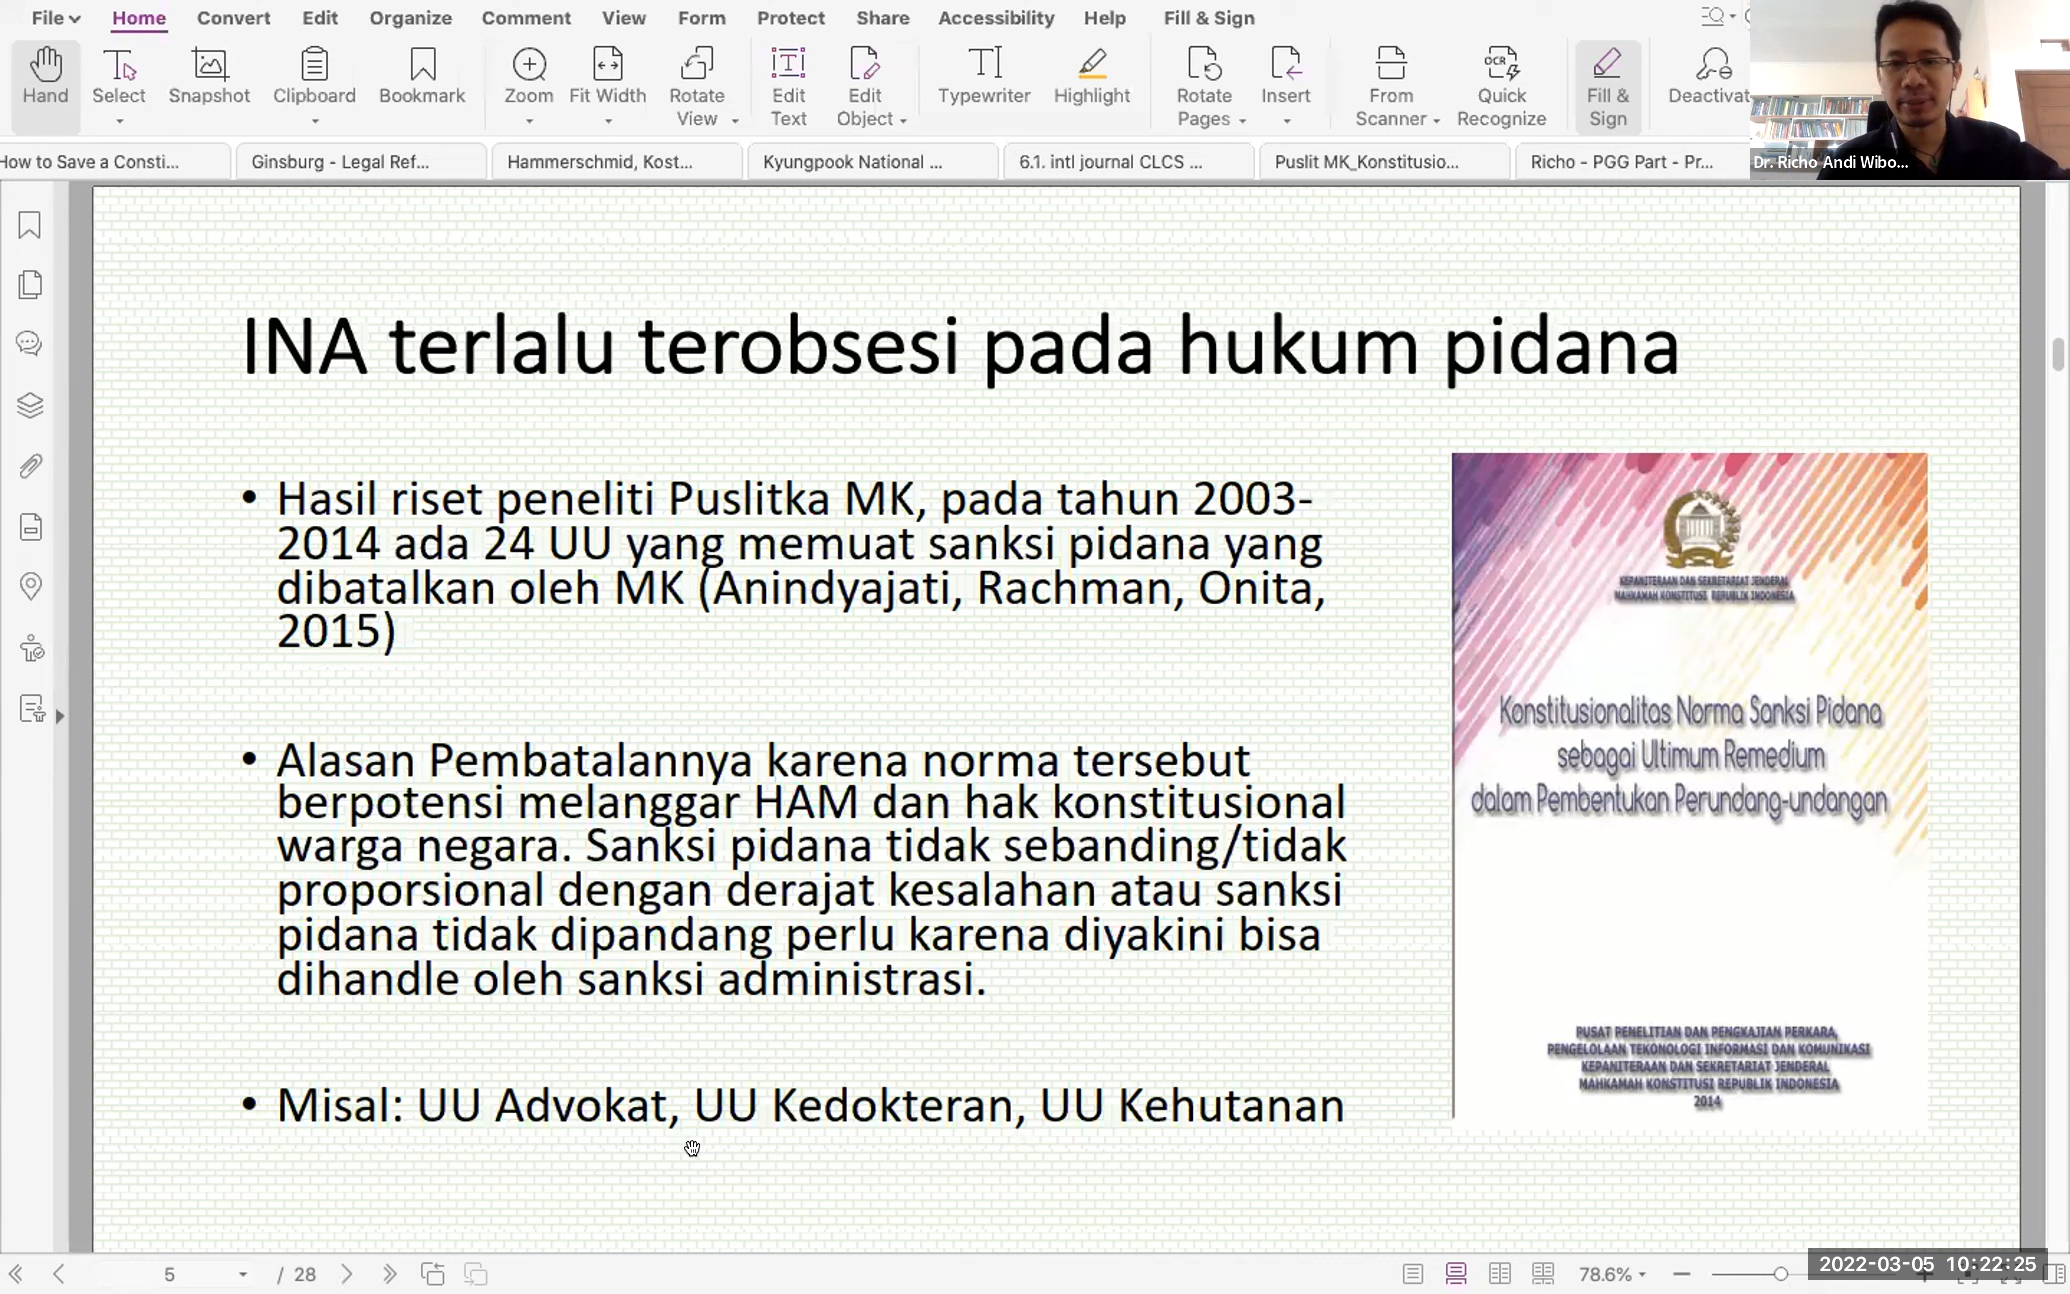 File Home Convert Edit Organize Comment View Form Protect Share Accessibility Help Fill & Sign
Hand Select Snapshot Clipboard Bookmark Zoom Fit Width Rotate View Edit Text Edit Object Typewriter Highlight Rotate Pages Insert From Scanner OCR Quick Recognize Fill & Sign Deactivat
How to Save a Consti... Ginsburg - Legal Ref... Hammerschmid, Kost... Kyungpook National ... 6.1. intl journal CLCS ... Puslit MK_Konstitusio... Richo - PGG Part - Pr...
Dr. Richo Andi Wibo...
INA terlalu terobsesi pada hukum pidana
• Hasil riset peneliti Puslitka MK, pada tahun 2003-
2014 ada 24 UU yang memuat sanksi pidana yang
dibatalkan oleh MK (Anindyajati, Rachman, Onita,
2015)
• Alasan Pembatalannya karena norma tersebut
berpotensi melanggar HAM dan hak konstitusional
warga negara. Sanksi pidana tidak sebanding/tidak
proporsional dengan derajat kesalahan atau sanksi
pidana tidak dipandang perlu karena diyakini bisa
dihandle oleh sanksi administrasi.
• Misal: UU Advokat, UU Kedokteran, UU Kehutanan
KEPANITERAAN DAN SEKRETARIAT JENDERAL
MAHKAMAH KONSTITUSI REPUBLIK INDONESIA
Konstitusionalitas Norma Sanksi Pidana
sebagai Ultimum Remedium
dalam Pembentukan Perundang-undangan
PUSAT PENELITIAN DAN PENGKAJIAN PERKARA,
PENGELOLAAN TEKONOLOGI INFORMASI DAN KOMUNIKASI
KEPANITERAAN DAN SEKRETARIAT JENDERAL
MAHKAMAH KONSTITUSI REPUBLIK INDONESIA
2014
5 / 28
78.6%
2022-03-05 10:22:25